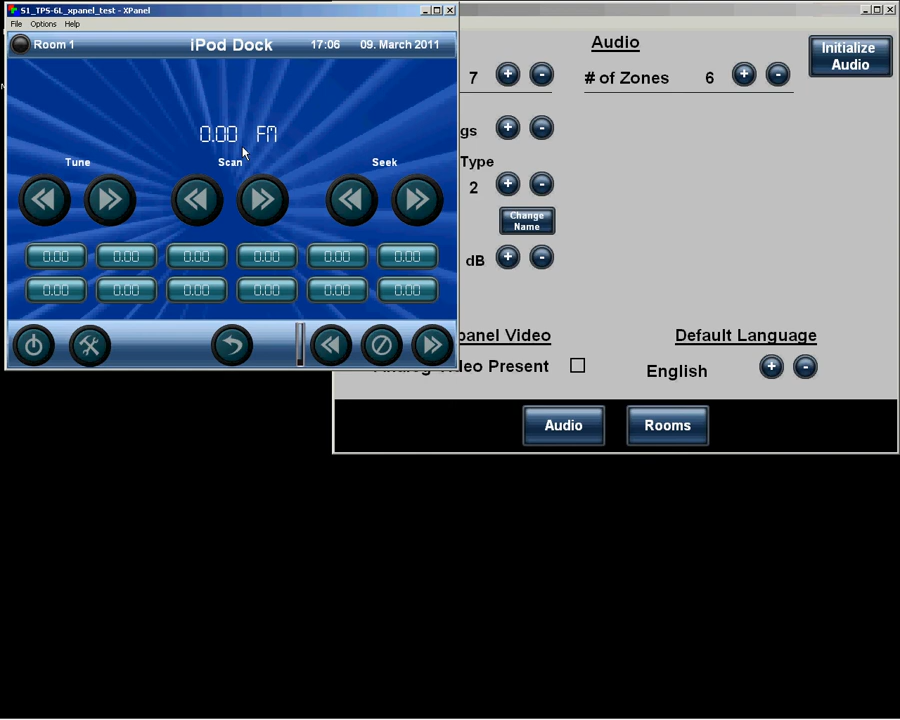 S1_TPS-6L_xpanel_test - XPanel
File Options Help
Room 1
iPod Dock
17:06
09. March 2011
0.00 FM
Tune
Scan
Seek
0.00 0.00 0.00 0.00 0.00 0.00
0.00 0.00 0.00 0.00 0.00 0.00
Audio
Initialize
Audio
7 + -
# of Zones 6 + -
gs + -
Type
2 + -
Change
Name
dB + -
panel Video
Default Language
eo Present
English + -
Audio
Rooms